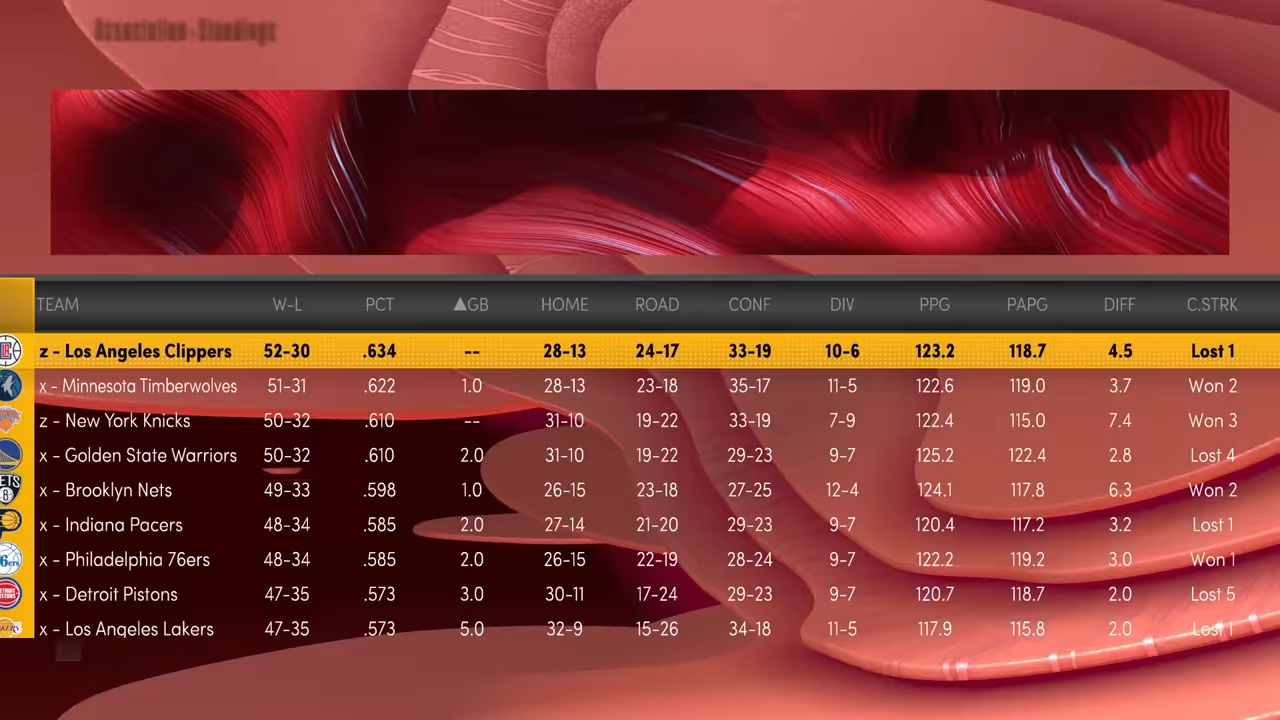 Association - Standings
TEAM W-L PCT ▲GB HOME ROAD CONF DIV PPG PAPG DIFF C.STRK
z - Los Angeles Clippers 52-30 .634 -- 28-13 24-17 33-19 10-6 123.2 118.7 4.5 Lost 1
x - Minnesota Timberwolves 51-31 .622 1.0 28-13 23-18 35-17 11-5 122.6 119.0 3.7 Won 2
z - New York Knicks 50-32 .610 -- 31-10 19-22 33-19 7-9 122.4 115.0 7.4 Won 3
x - Golden State Warriors 50-32 .610 2.0 31-10 19-22 29-23 9-7 125.2 122.4 2.8 Lost 4
x - Brooklyn Nets 49-33 .598 1.0 26-15 23-18 27-25 12-4 124.1 117.8 6.3 Won 2
x - Indiana Pacers 48-34 .585 2.0 27-14 21-20 29-23 9-7 120.4 117.2 3.2 Lost 1
x - Philadelphia 76ers 48-34 .585 2.0 26-15 22-19 28-24 9-7 122.2 119.2 3.0 Won 1
x - Detroit Pistons 47-35 .573 3.0 30-11 17-24 29-23 9-7 120.7 118.7 2.0 Lost 5
x - Los Angeles Lakers 47-35 .573 5.0 32-9 15-26 34-18 11-5 117.9 115.8 2.0 Lost 1